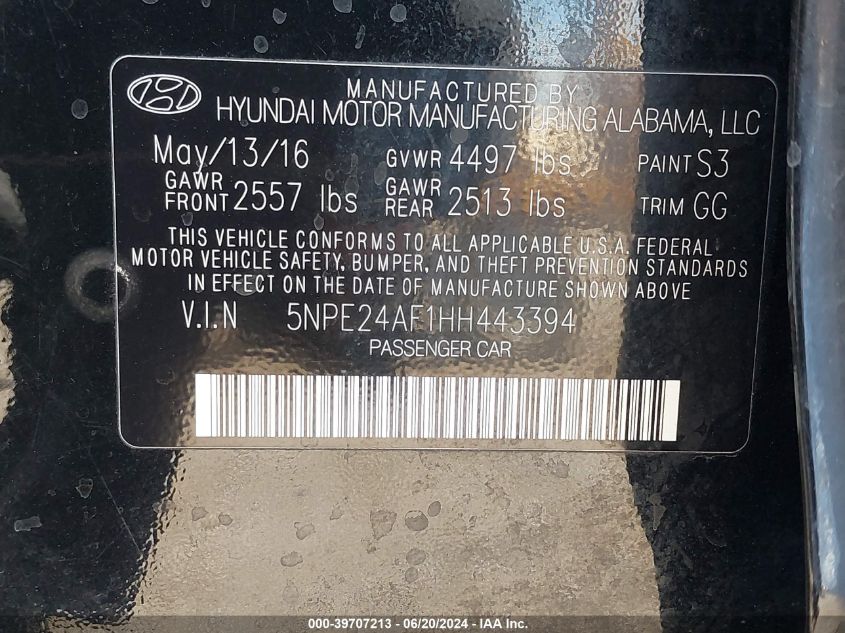 MANUFACTURED BY
HYUNDAI MOTOR MANUFACTURING ALABAMA, LLC
May/13/16 GVWR 4497 lbs PAINT S3
GAWR FRONT 2557 lbs GAWR REAR 2513 lbs TRIM GG
THIS VEHICLE CONFORMS TO ALL APPLICABLE U.S.A. FEDERAL
MOTOR VEHICLE SAFETY, BUMPER, AND THEFT PREVENTION STANDARDS
IN EFFECT ON THE DATE OF MANUFACTURE SHOWN ABOVE
V.I.N 5NPE24AF1HH443394
PASSENGER CAR
000-39707213 - 06/20/2024 - IAA Inc.